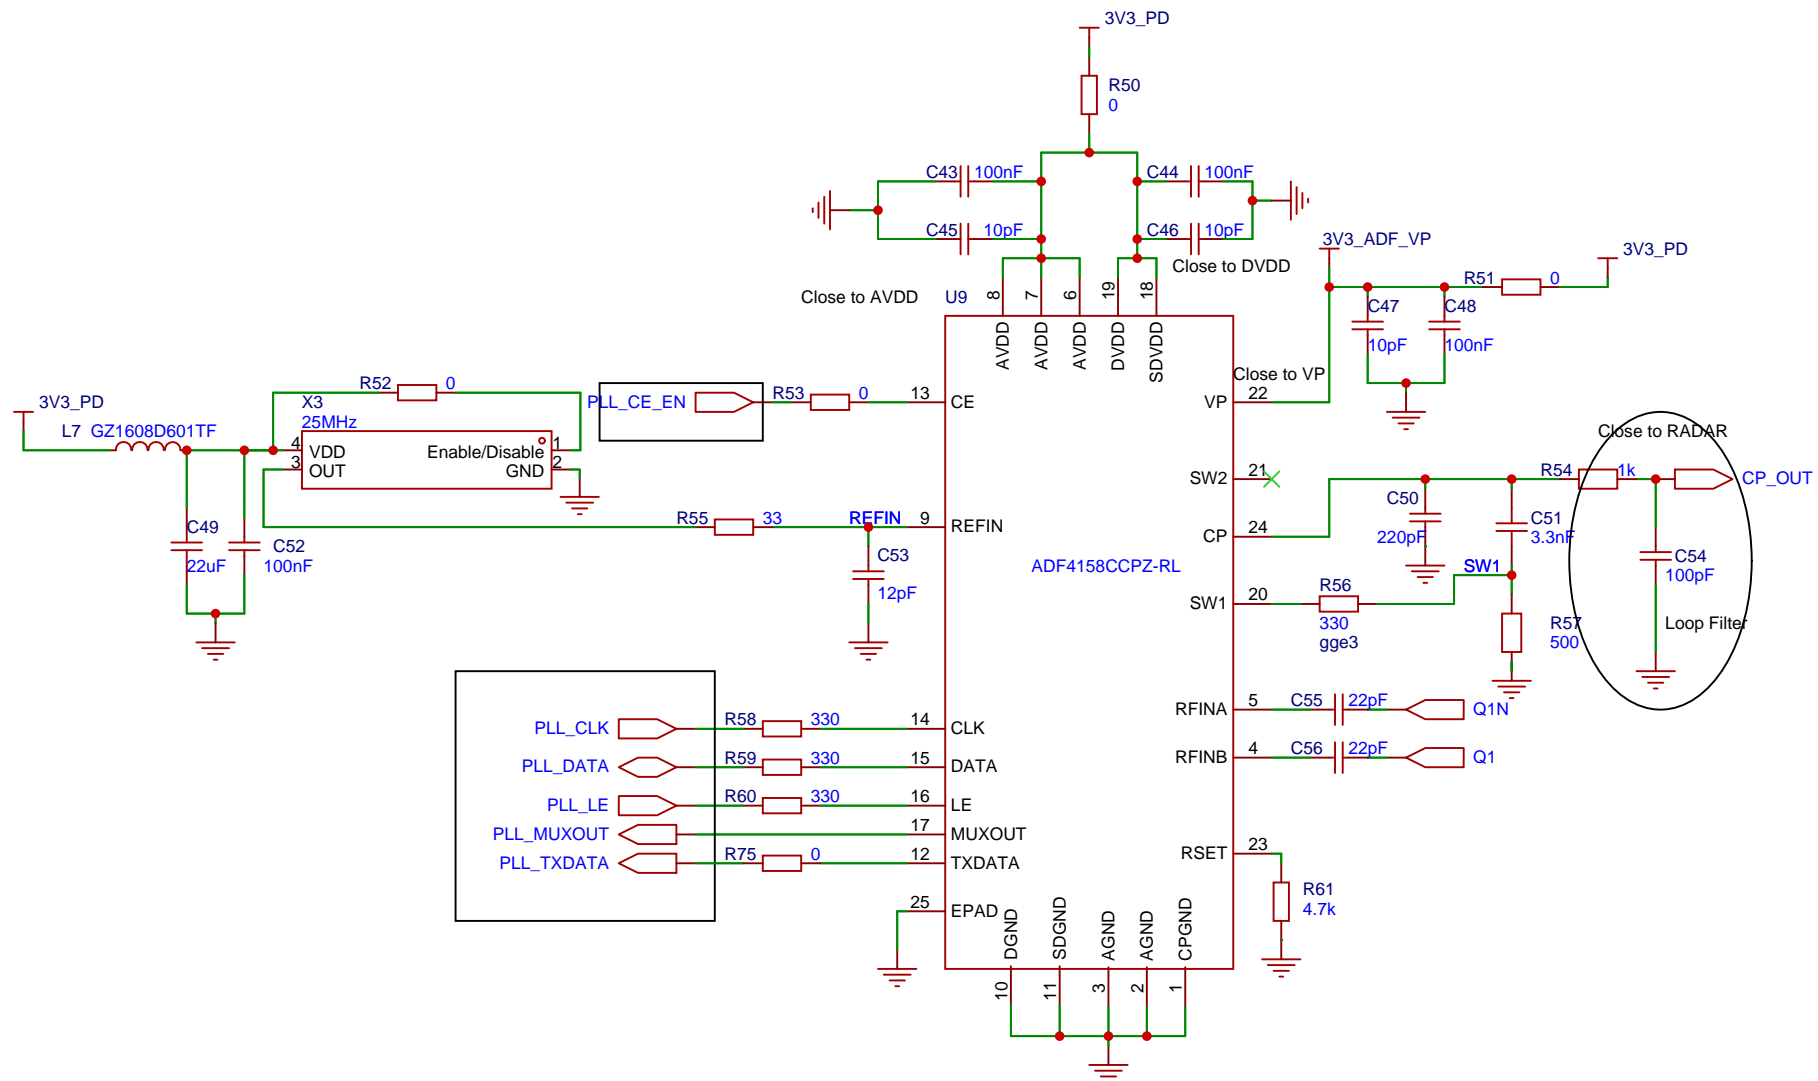 3V3_PD
R50
0
C43 100nF
C44 100nF
C45 10pF
C46 10pF
Close to AVDD
Close to DVDD
U9
8
7
6
19
18
AVDD
AVDD
AVDD
DVDD
SDVDD
3V3_ADF_VP
3V3_PD
R51 0
C47
10pF
C48
100nF
Close to VP
VP 22
3V3_PD
L7 GZ1608D601TF
R52 0
X3
25MHz
4 VDD
3 OUT
Enable/Disable 1
GND 2
C49
22uF
C52
100nF
PLL_CE_EN
R53 0
13 CE
R55 33
REFIN
9 REFIN
C53
12pF
ADF4158CCPZ-RL
SW2 21
CP 24
SW1 20
C50
220pF
C51
3.3nF
SW1
R56
330
gge3
R57
500
Close to RADAR
R54 1k
CP_OUT
C54
100pF
Loop Filter
RFINA 5
C55 22pF
Q1N
RFINB 4
C56 22pF
Q1
PLL_CLK
R58 330
14 CLK
PLL_DATA
R59 330
15 DATA
PLL_LE
R60 330
16 LE
PLL_MUXOUT
17 MUXOUT
PLL_TXDATA
R75 0
12 TXDATA
25 EPAD
RSET 23
R61
4.7k
DGND
SDGND
AGND
AGND
CPGND
10
11
3
2
1